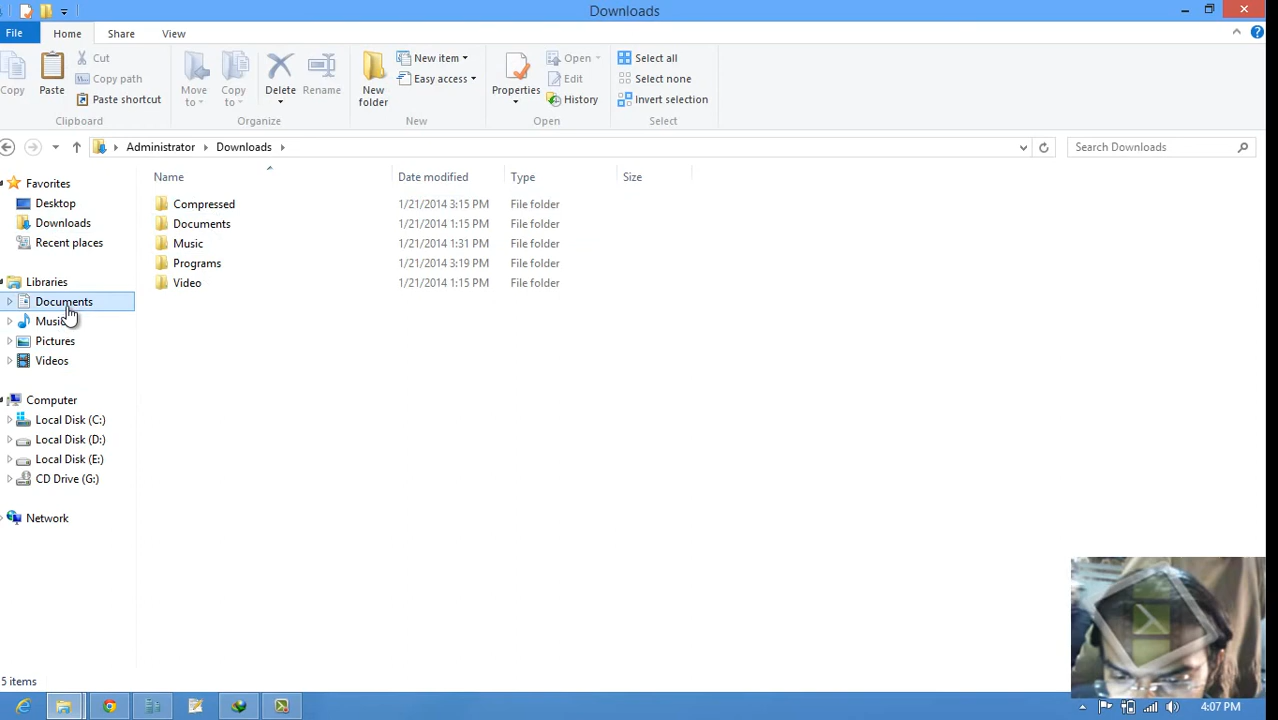 Downloads
File Home Share View
Copy Paste Cut Copy path Paste shortcut Move to Copy to Delete Rename New folder New item Easy access Properties Open Edit History Select all Select none Invert selection
Clipboard Organize New Open Select
Administrator Downloads Search Downloads
Name Date modified Type Size
Favorites
Desktop
Downloads
Recent places
Libraries
Documents
Music
Pictures
Videos
Computer
Local Disk (C:)
Local Disk (D:)
Local Disk (E:)
CD Drive (G:)
Network
Compressed 1/21/2014 3:15 PM File folder
Documents 1/21/2014 1:15 PM File folder
Music 1/21/2014 1:31 PM File folder
Programs 1/21/2014 3:19 PM File folder
Video 1/21/2014 1:15 PM File folder
5 items
4:07 PM